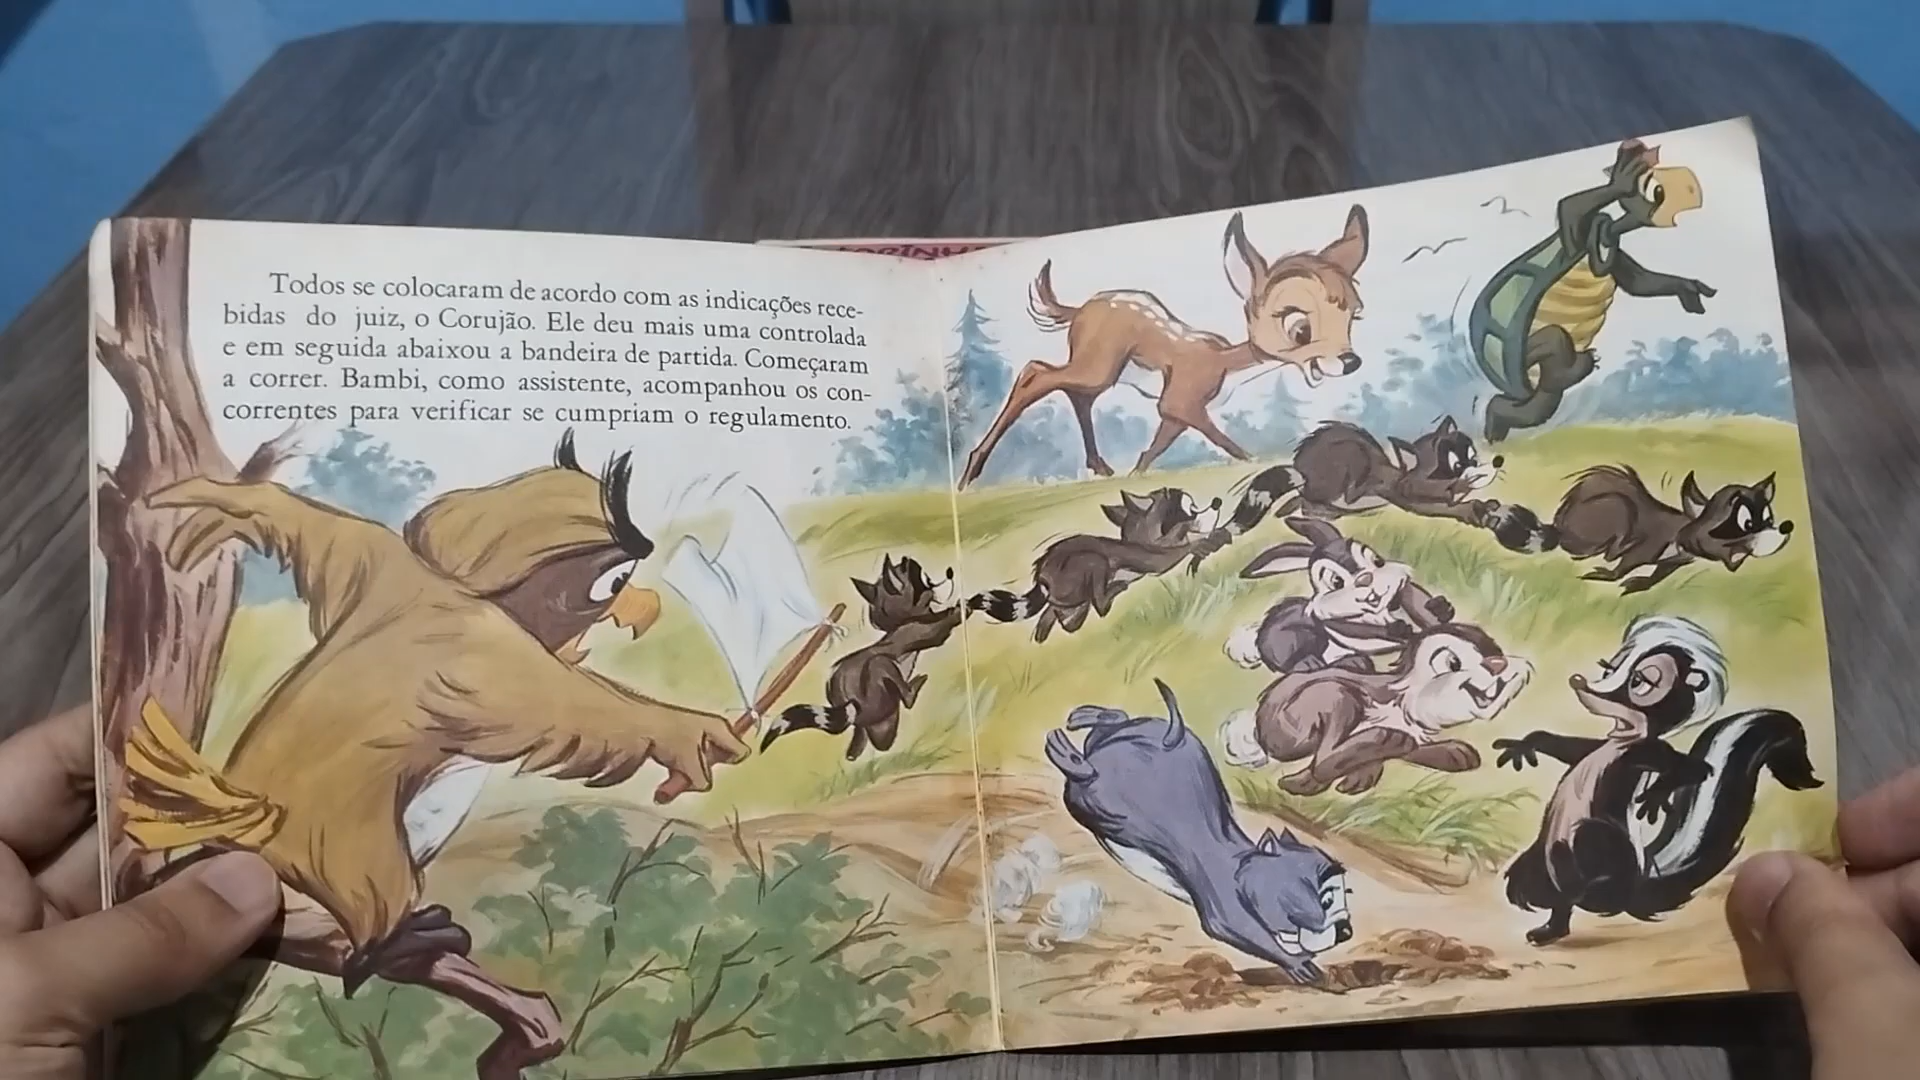 Todos se colocaram de acordo com as indicações rece-
bidas do juiz, o Corujão. Ele deu mais uma controlada
e em seguida abaixou a bandeira de partida. Começaram
a correr. Bambi, como assistente, acompanhou os con-
correntes para verificar se cumpriam o regulamento.